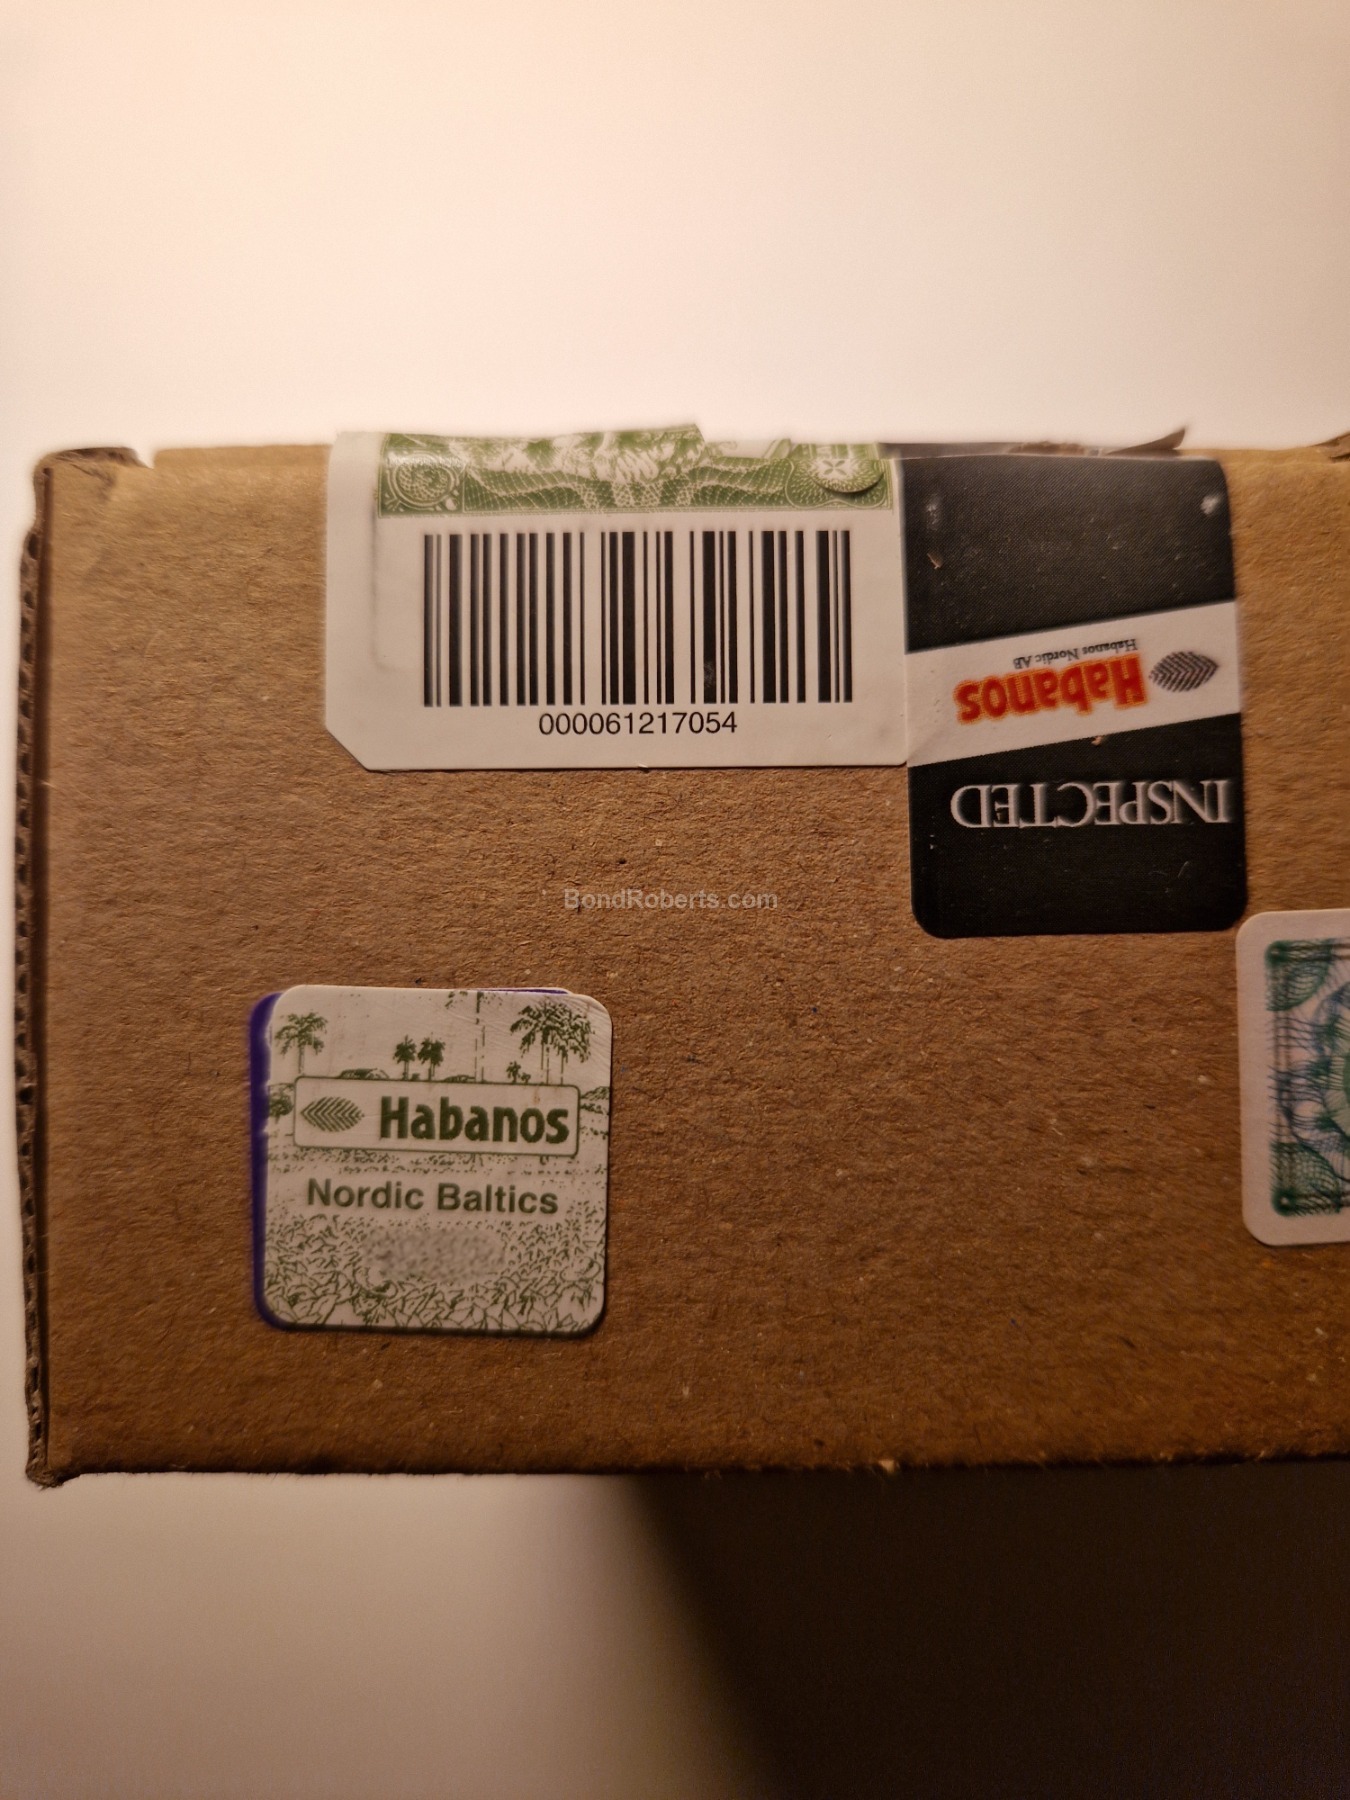 000061217054
Habanos Nordic AB
Habanos
INSPECTED
BondRoberts.com
Habanos
Nordic Baltics